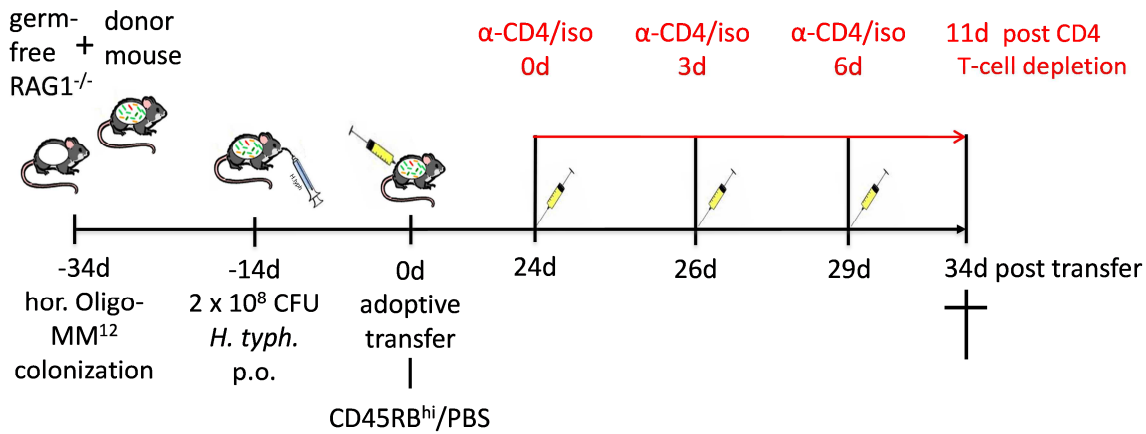 germ-
free
RAG1-/-
+
donor
mouse
α-CD4/iso
0d
α-CD4/iso
3d
α-CD4/iso
6d
11d post CD4
T-cell depletion
H. typh
-34d
hor. Oligo-
MM12
colonization
-14d
2 x 10⁸ CFU
H. typh.
p.o.
0d
adoptive
transfer
CD45RBhi/PBS
24d
26d
29d
34d post transfer